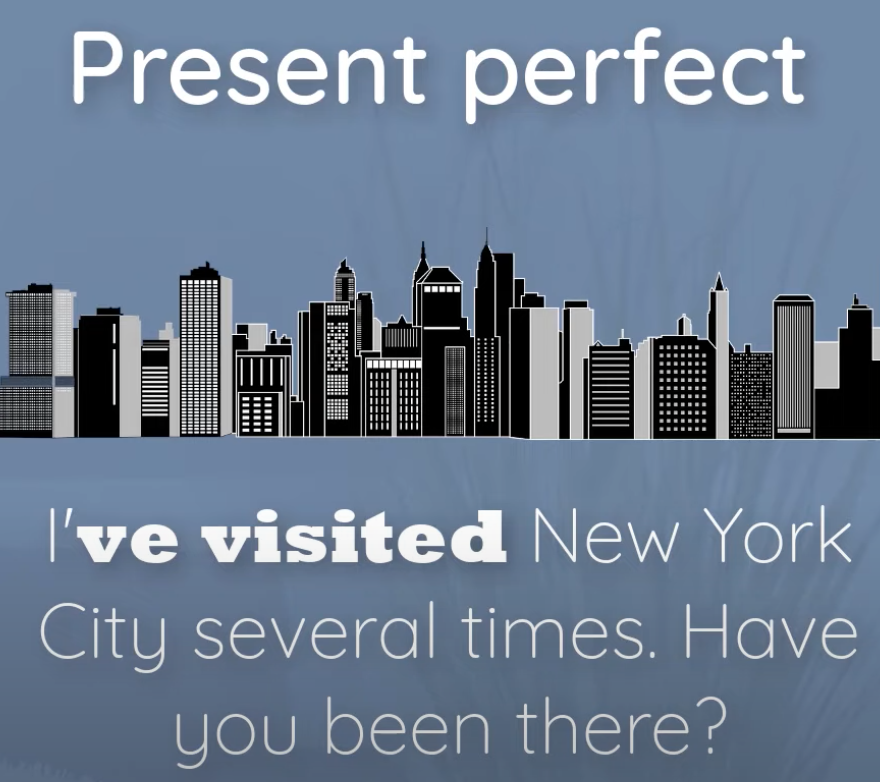 Present perfect
I've visited New York
City several times. Have
you been there?